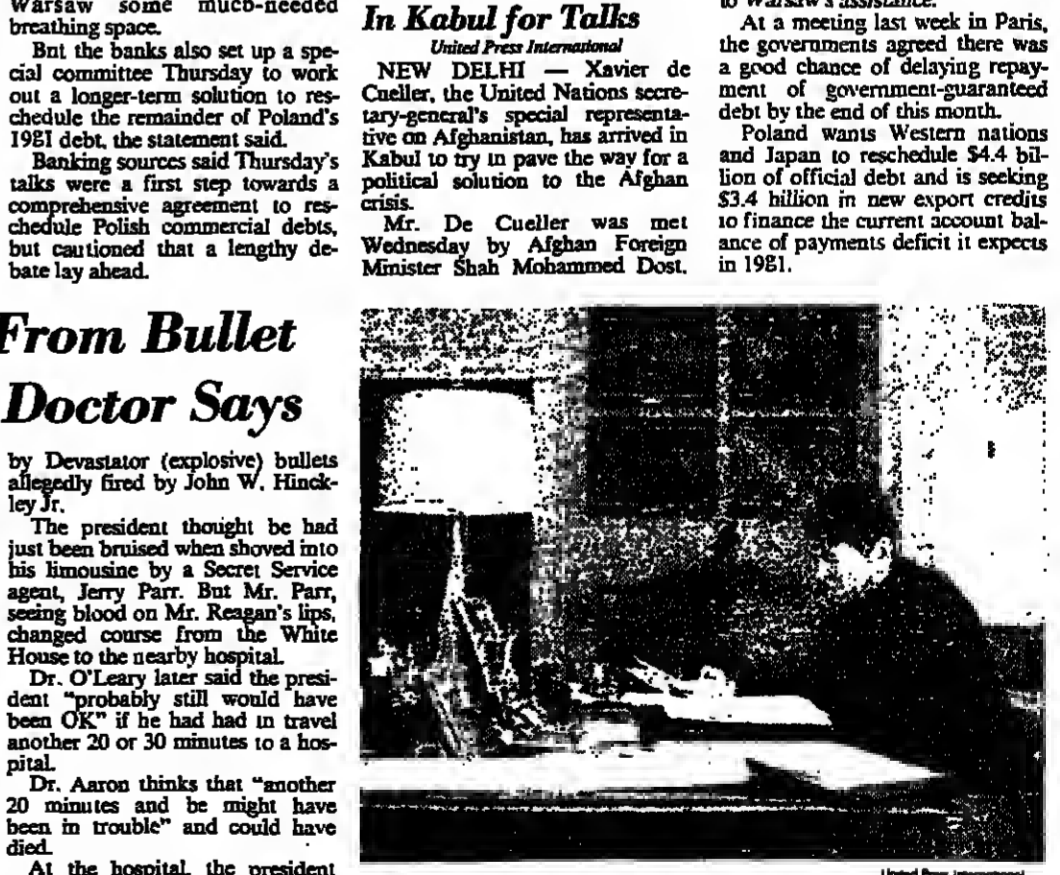 Warsaw some much-needed
breathing space.
Bnt the banks also set up a spe-
cial committee Thursday to work
out a longer-term solution to res-
chedule the remainder of Poland's
1981 debt, the statement said.
Banking sources said Thursday's
talks were a first step towards a
comprehensive agreement to res-
chedule Polish commercial debts,
but cautioned that a lengthy de-
bate lay ahead.
From Bullet
Doctor Says
by Devastator (explosive) bullets
allegedly fired by John W. Hinck-
ley Jr.
The president thought be had
just been bruised when shoved into
his limousine by a Secret Service
agent, Jerry Parr. Bnt Mr. Parr,
seeing blood on Mr. Reagan's lips,
changed course from the White
House to the nearby hospital.
Dr. O'Leary later said the presi-
dent "probably still would have
been OK" if he had had tn travel
another 20 or 30 minutes to a hos-
pital.
Dr. Aaron thinks that "another
20 minutes and be might have
been in trouble" and could have
died.
At the hospital, the president
In Kabul for Talks
United Press International
NEW DELHI — Xavier de
Cueller, the United Nations secre-
tary-general's special representa-
tive on Afghanistan, has arrived in
Kabul to try tn pave the way for a
political solution to the Afghan
crisis.
Mr. De Cueller was met
Wednesday by Afghan Foreign
Minister Shah Mohammed Dost.
to Warsaw's assistance.
At a meeting last week in Paris,
the governments agreed there was
a good chance of delaying repay-
ment of government-guaranteed
debt by the end of this month.
Poland wants Western nations
and Japan to reschedule $4.4 bil-
lion of official debt and is seeking
$3.4 hillion in new export credits
to finance the current account bal-
ance of payments deficit it expects
in 1981.
United Press International